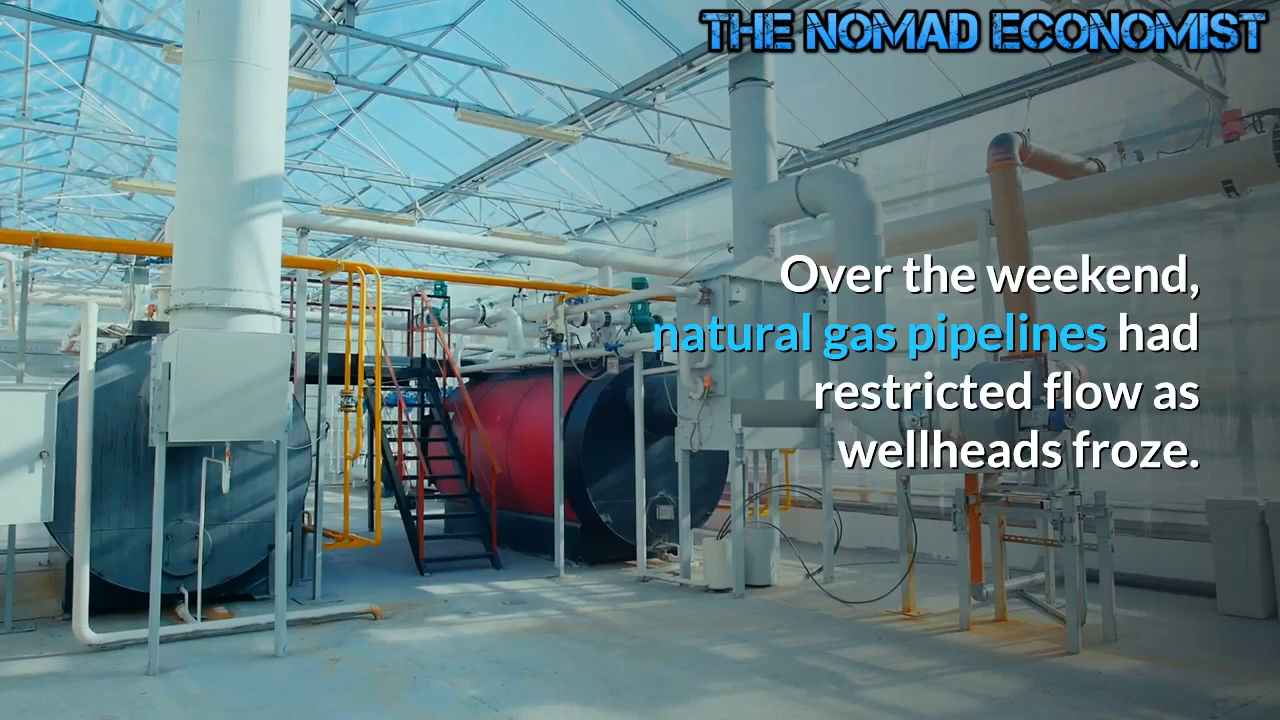 THE NOMAD ECONOMIST
Over the weekend,
natural gas pipelines had
restricted flow as
wellheads froze.